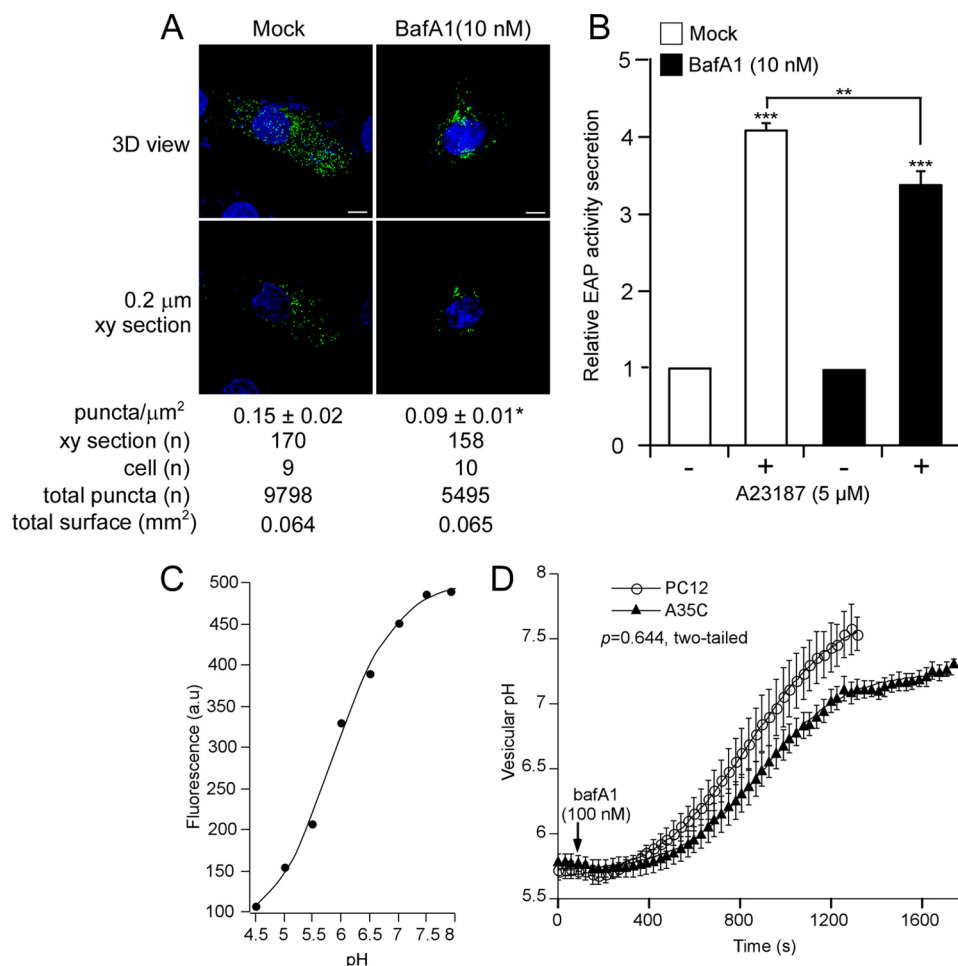 A
Mock BafA1(10 nM)
3D view
0.2 μm
xy section
puncta/μm² 0.15 ± 0.02 0.09 ± 0.01*
xy section (n) 170 158
cell (n) 9 10
total puncta (n) 9798 5495
total surface (mm²) 0.064 0.065
B
Mock
BafA1 (10 nM)
Relative EAP activity secretion
5
4
3
2
1
0
**
***
***
- + - +
A23187 (5 μM)
C
Fluorescence (a.u)
500
450
400
350
300
250
200
150
100
4.5 5 5.5 6 6.5 7 7.5 8
pH
D
PC12
A35C
p=0.644, two-tailed
bafA1
(100 nM)
Vesicular pH
8
7.5
7
6.5
6
5.5
0 400 800 1200 1600
Time (s)